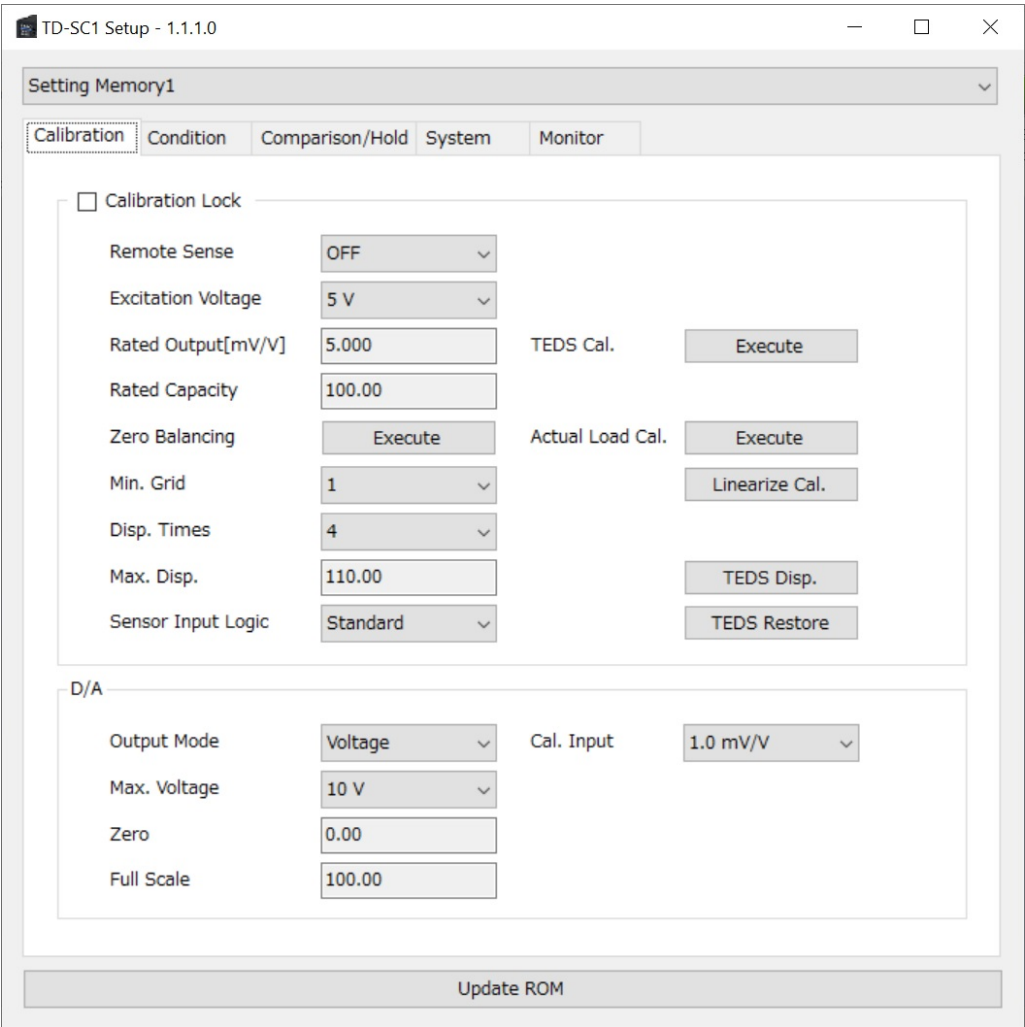 TD-SC1 Setup - 1.1.1.0
Setting Memory1
Calibration Condition Comparison/Hold System Monitor
Calibration Lock
Remote Sense OFF
Excitation Voltage 5 V
Rated Output[mV/V] 5.000 TEDS Cal. Execute
Rated Capacity 100.00
Zero Balancing Execute Actual Load Cal. Execute
Min. Grid 1 Linearize Cal.
Disp. Times 4
Max. Disp. 110.00 TEDS Disp.
Sensor Input Logic Standard TEDS Restore
D/A
Output Mode Voltage Cal. Input 1.0 mV/V
Max. Voltage 10 V
Zero 0.00
Full Scale 100.00
Update ROM